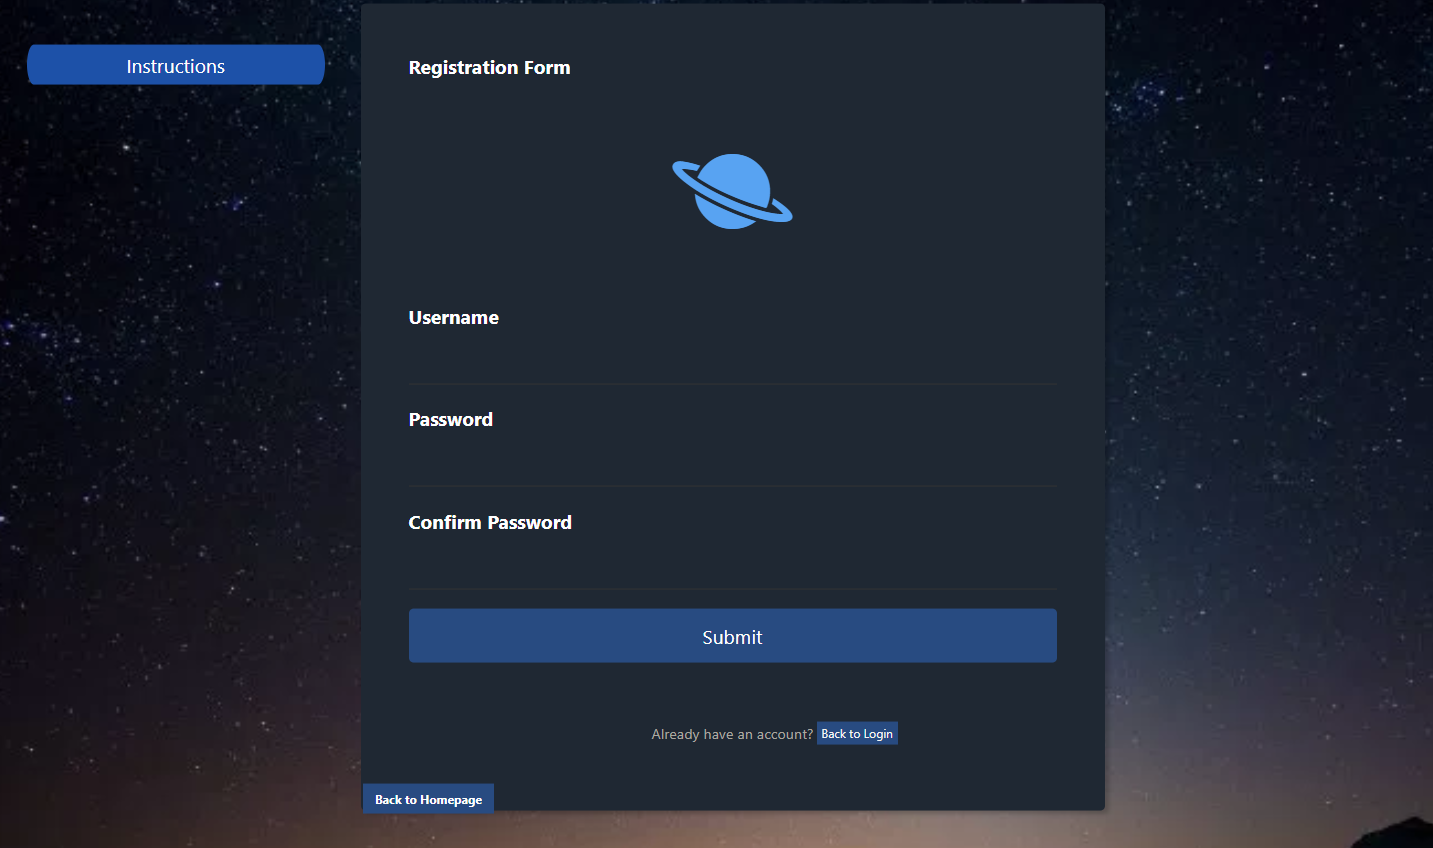 Instructions
Registration Form
Username
Password
Confirm Password
Submit
Already have an account? Back to Login
Back to Homepage